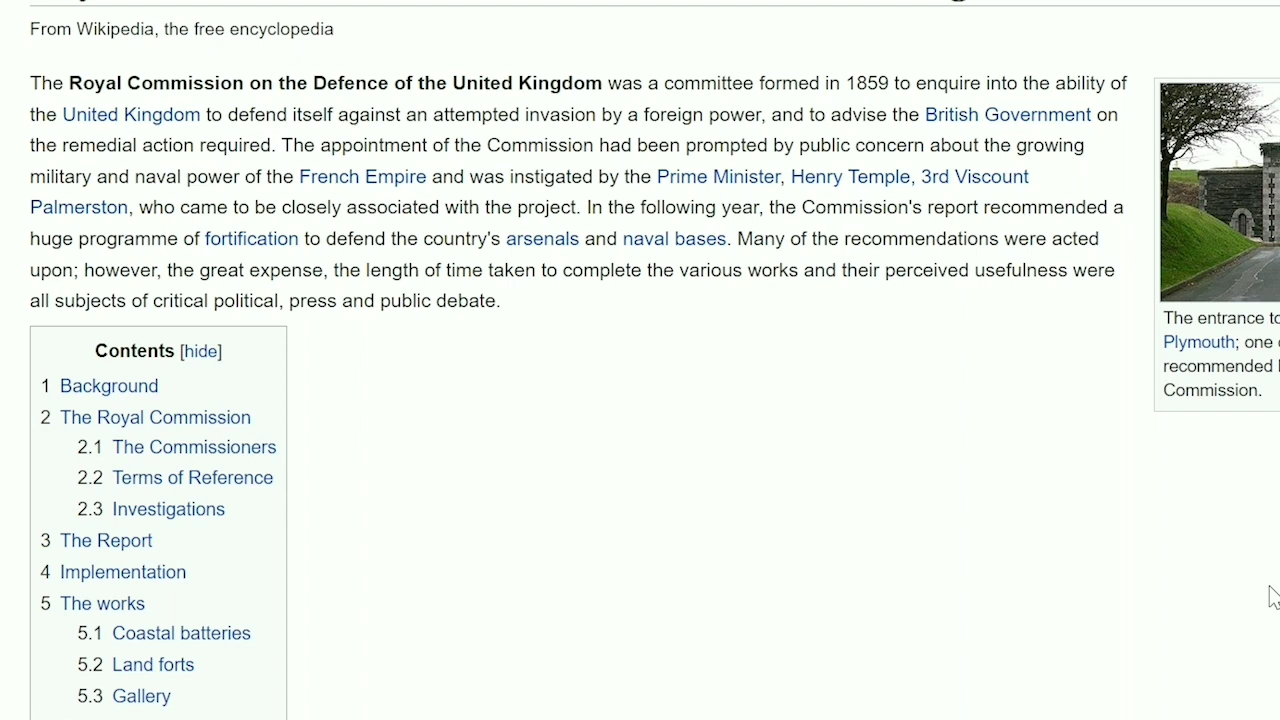 From Wikipedia, the free encyclopedia
The Royal Commission on the Defence of the United Kingdom was a committee formed in 1859 to enquire into the ability of
the United Kingdom to defend itself against an attempted invasion by a foreign power, and to advise the British Government on
the remedial action required. The appointment of the Commission had been prompted by public concern about the growing
military and naval power of the French Empire and was instigated by the Prime Minister, Henry Temple, 3rd Viscount
Palmerston, who came to be closely associated with the project. In the following year, the Commission's report recommended a
huge programme of fortification to defend the country's arsenals and naval bases. Many of the recommendations were acted
upon; however, the great expense, the length of time taken to complete the various works and their perceived usefulness were
all subjects of critical political, press and public debate.
Contents [hide]
1 Background
2 The Royal Commission
2.1 The Commissioners
2.2 Terms of Reference
2.3 Investigations
3 The Report
4 Implementation
5 The works
5.1 Coastal batteries
5.2 Land forts
5.3 Gallery
The entrance to
Plymouth; one
recommended
Commission.